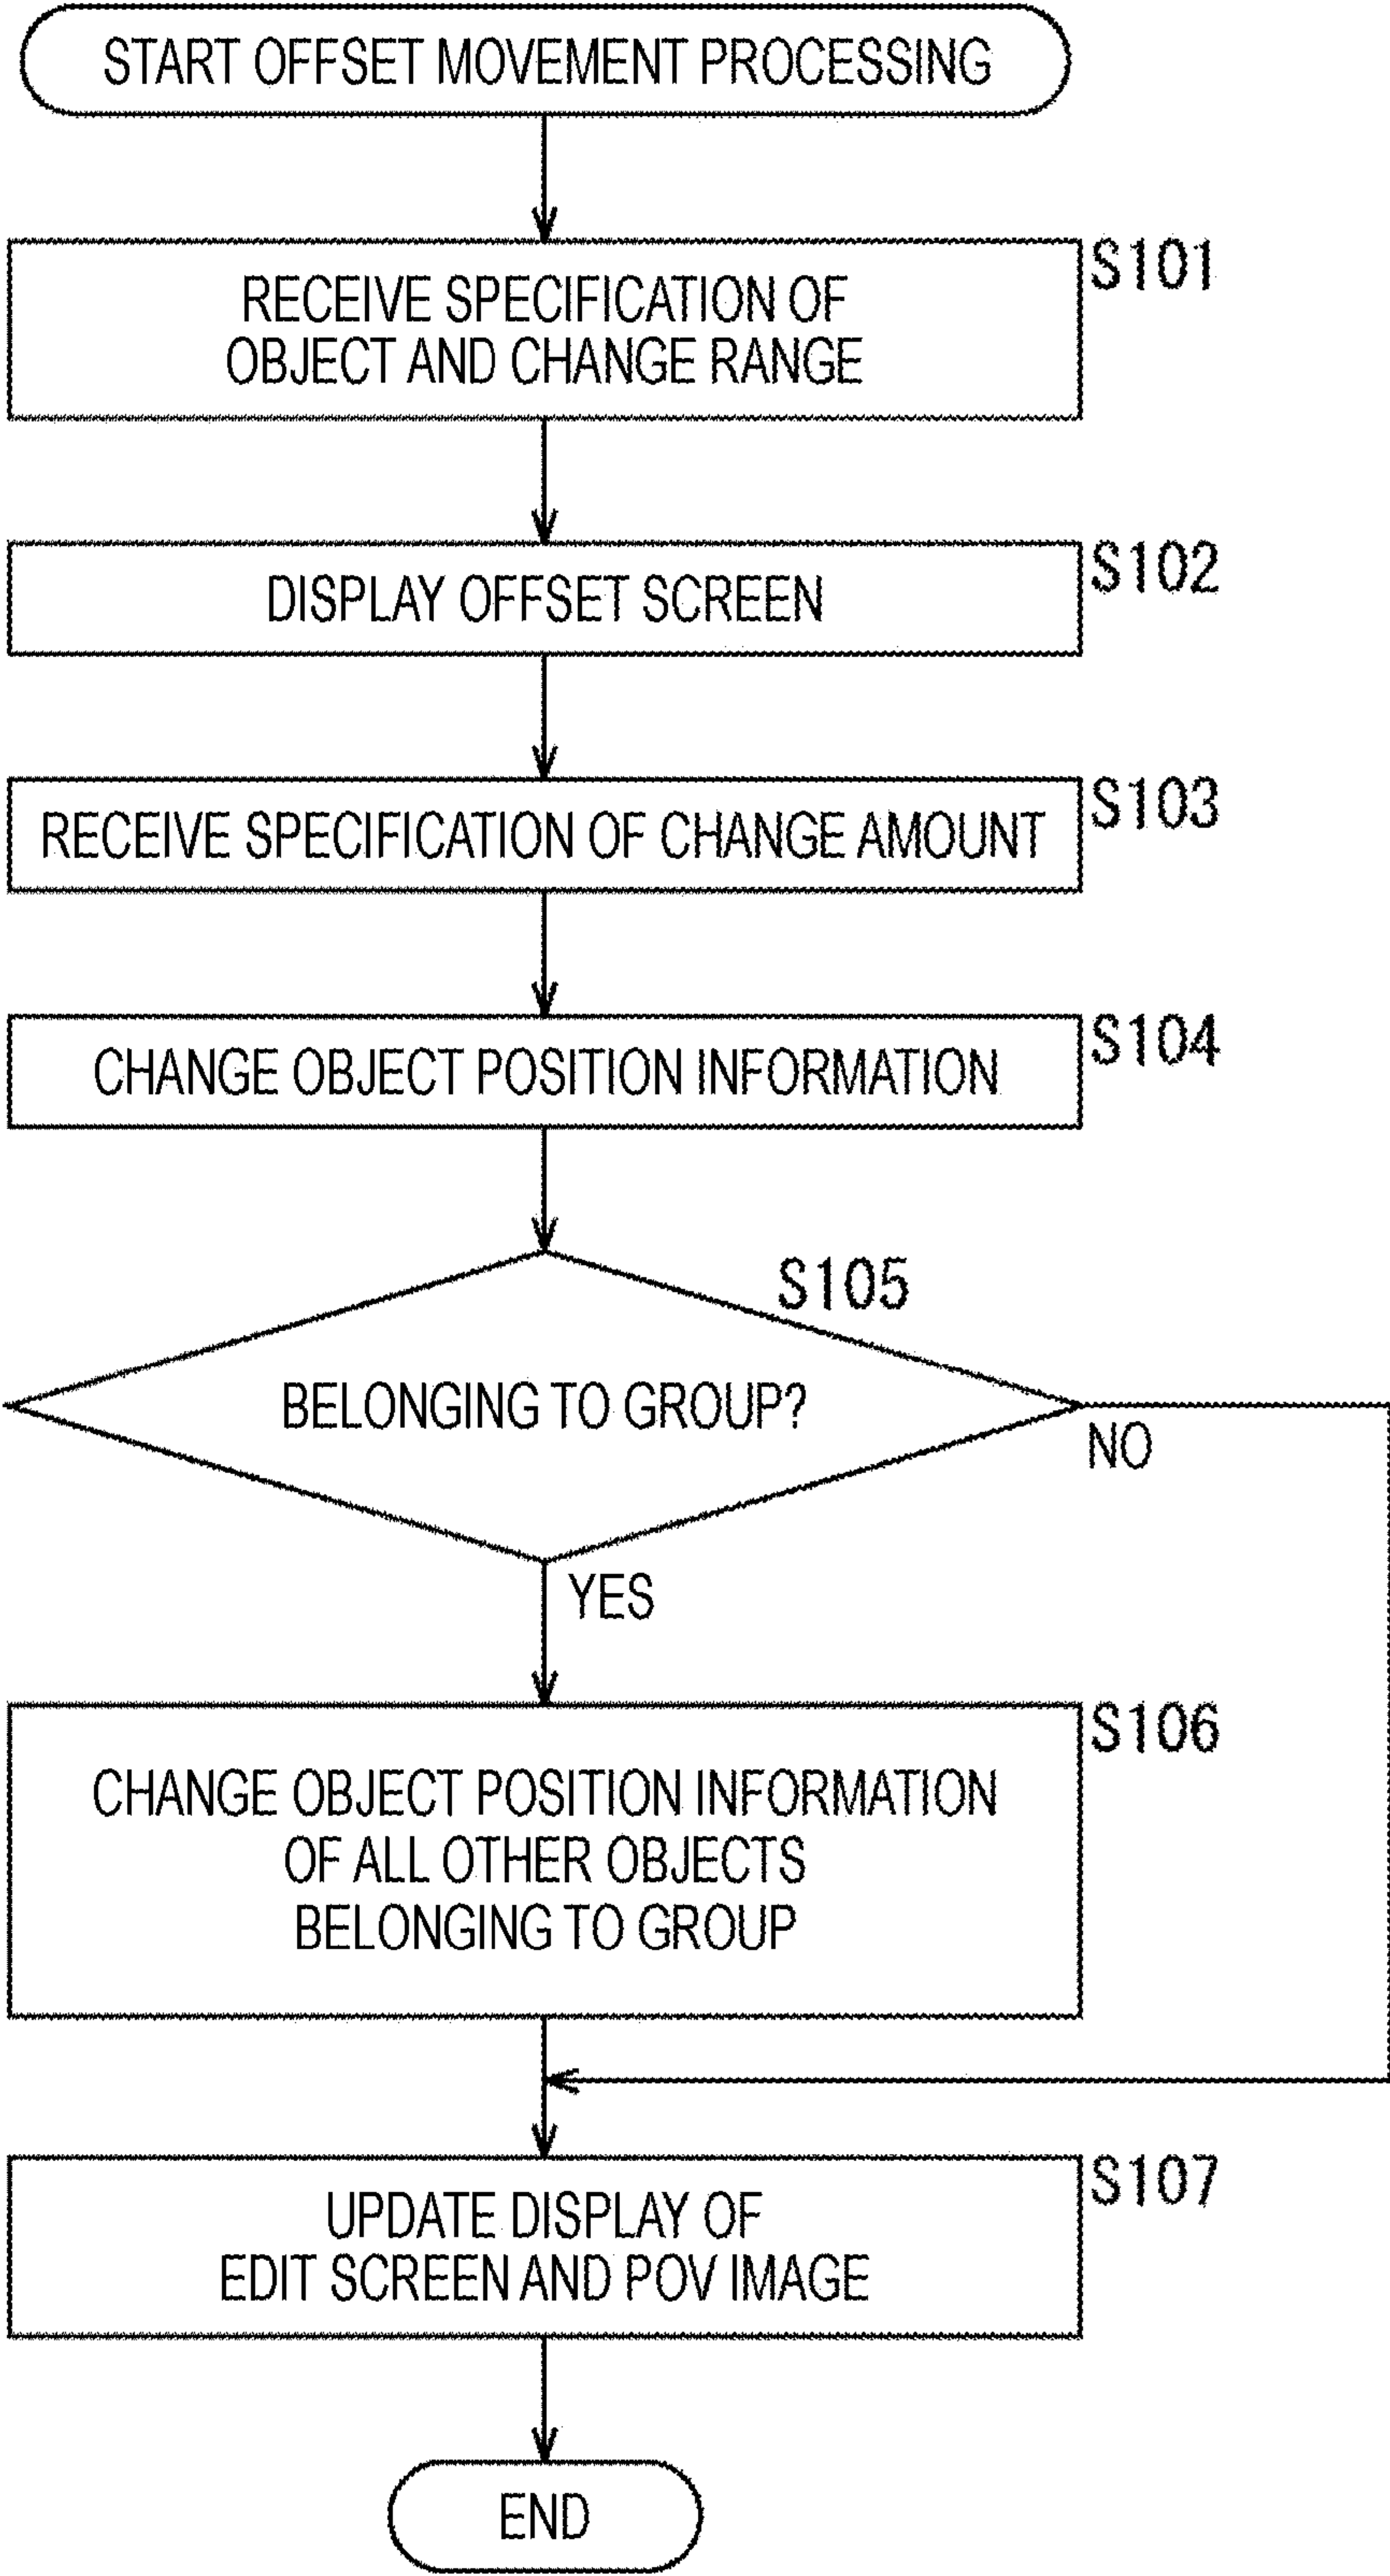 START OFFSET MOVEMENT PROCESSING
S101
RECEIVE SPECIFICATION OF
OBJECT AND CHANGE RANGE
S102
DISPLAY OFFSET SCREEN
S103
RECEIVE SPECIFICATION OF CHANGE AMOUNT
S104
CHANGE OBJECT POSITION INFORMATION
S105
BELONGING TO GROUP?
NO
YES
S106
CHANGE OBJECT POSITION INFORMATION
OF ALL OTHER OBJECTS
BELONGING TO GROUP
S107
UPDATE DISPLAY OF
EDIT SCREEN AND POV IMAGE
END